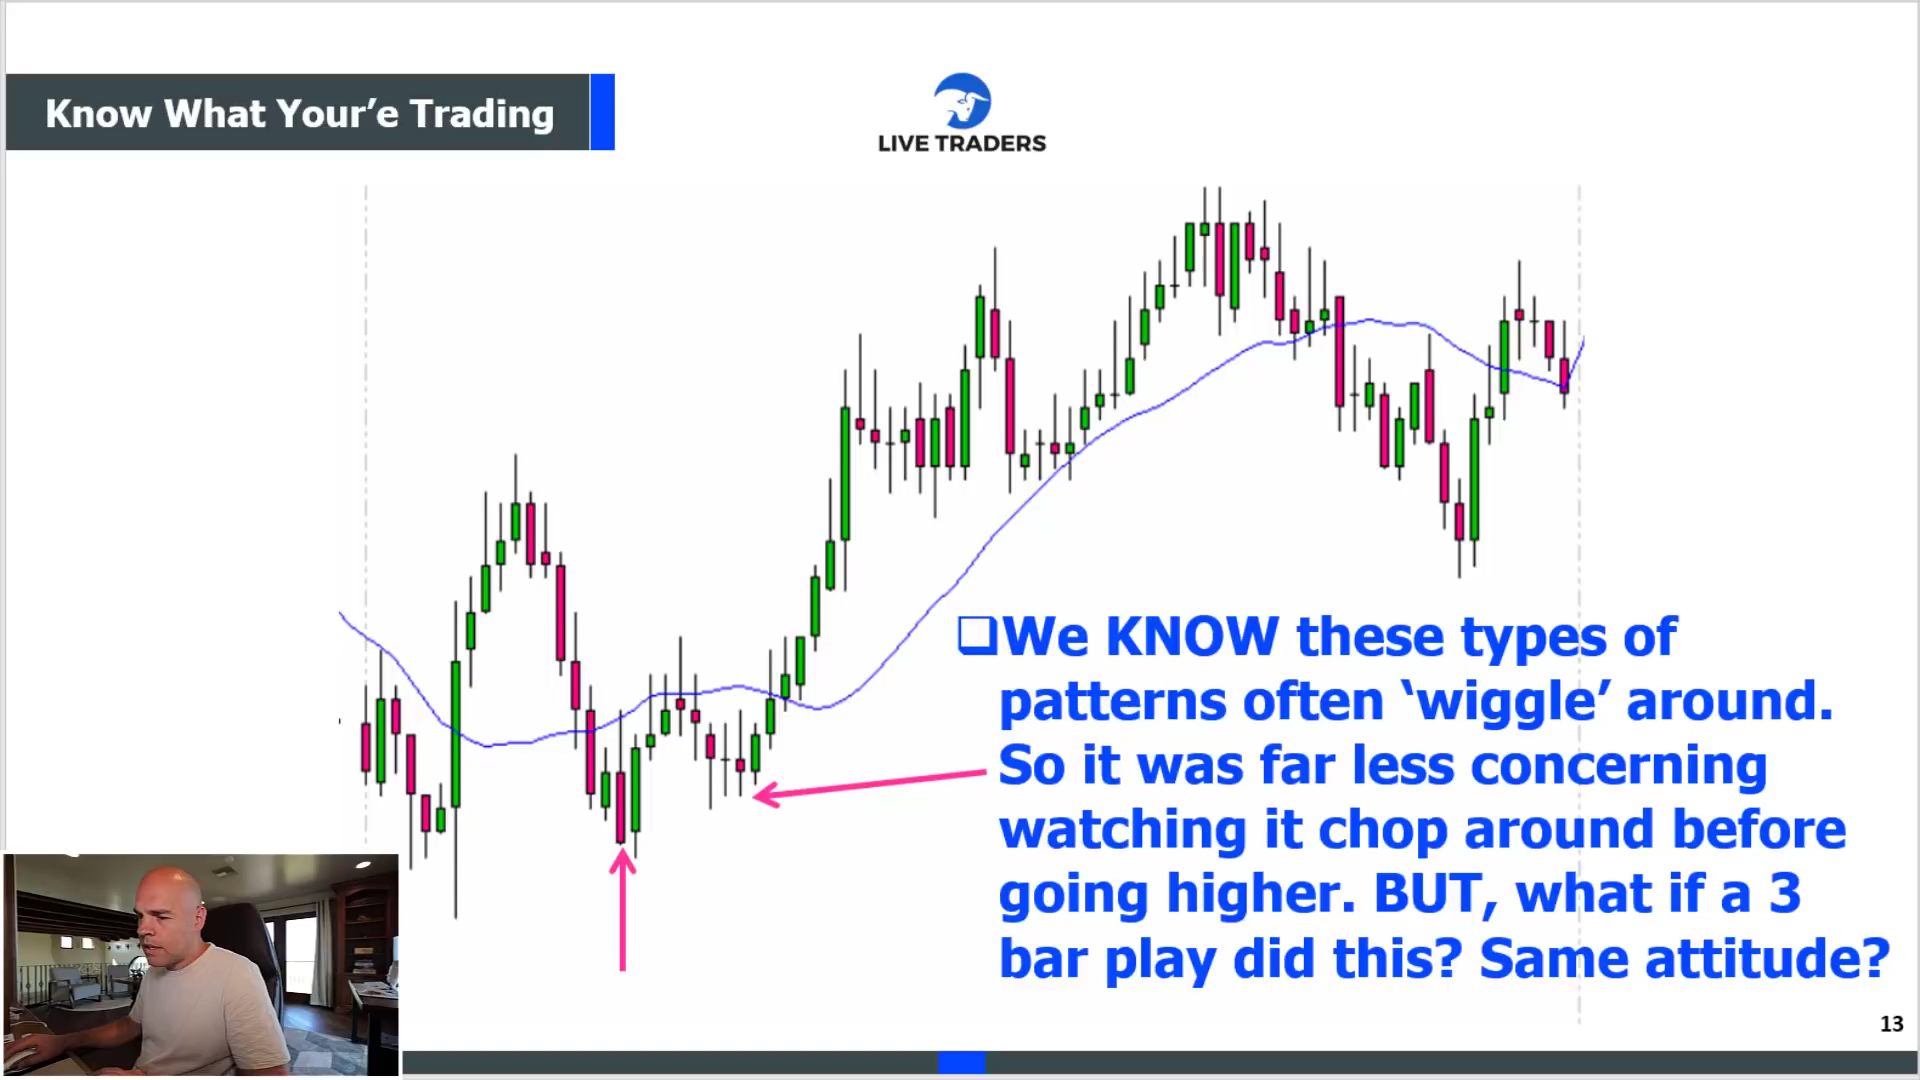 Know What Your’e Trading
LIVE TRADERS
❑We KNOW these types of
patterns often ‘wiggle’ around.
So it was far less concerning
watching it chop around before
going higher. BUT, what if a 3
bar play did this? Same attitude?
13